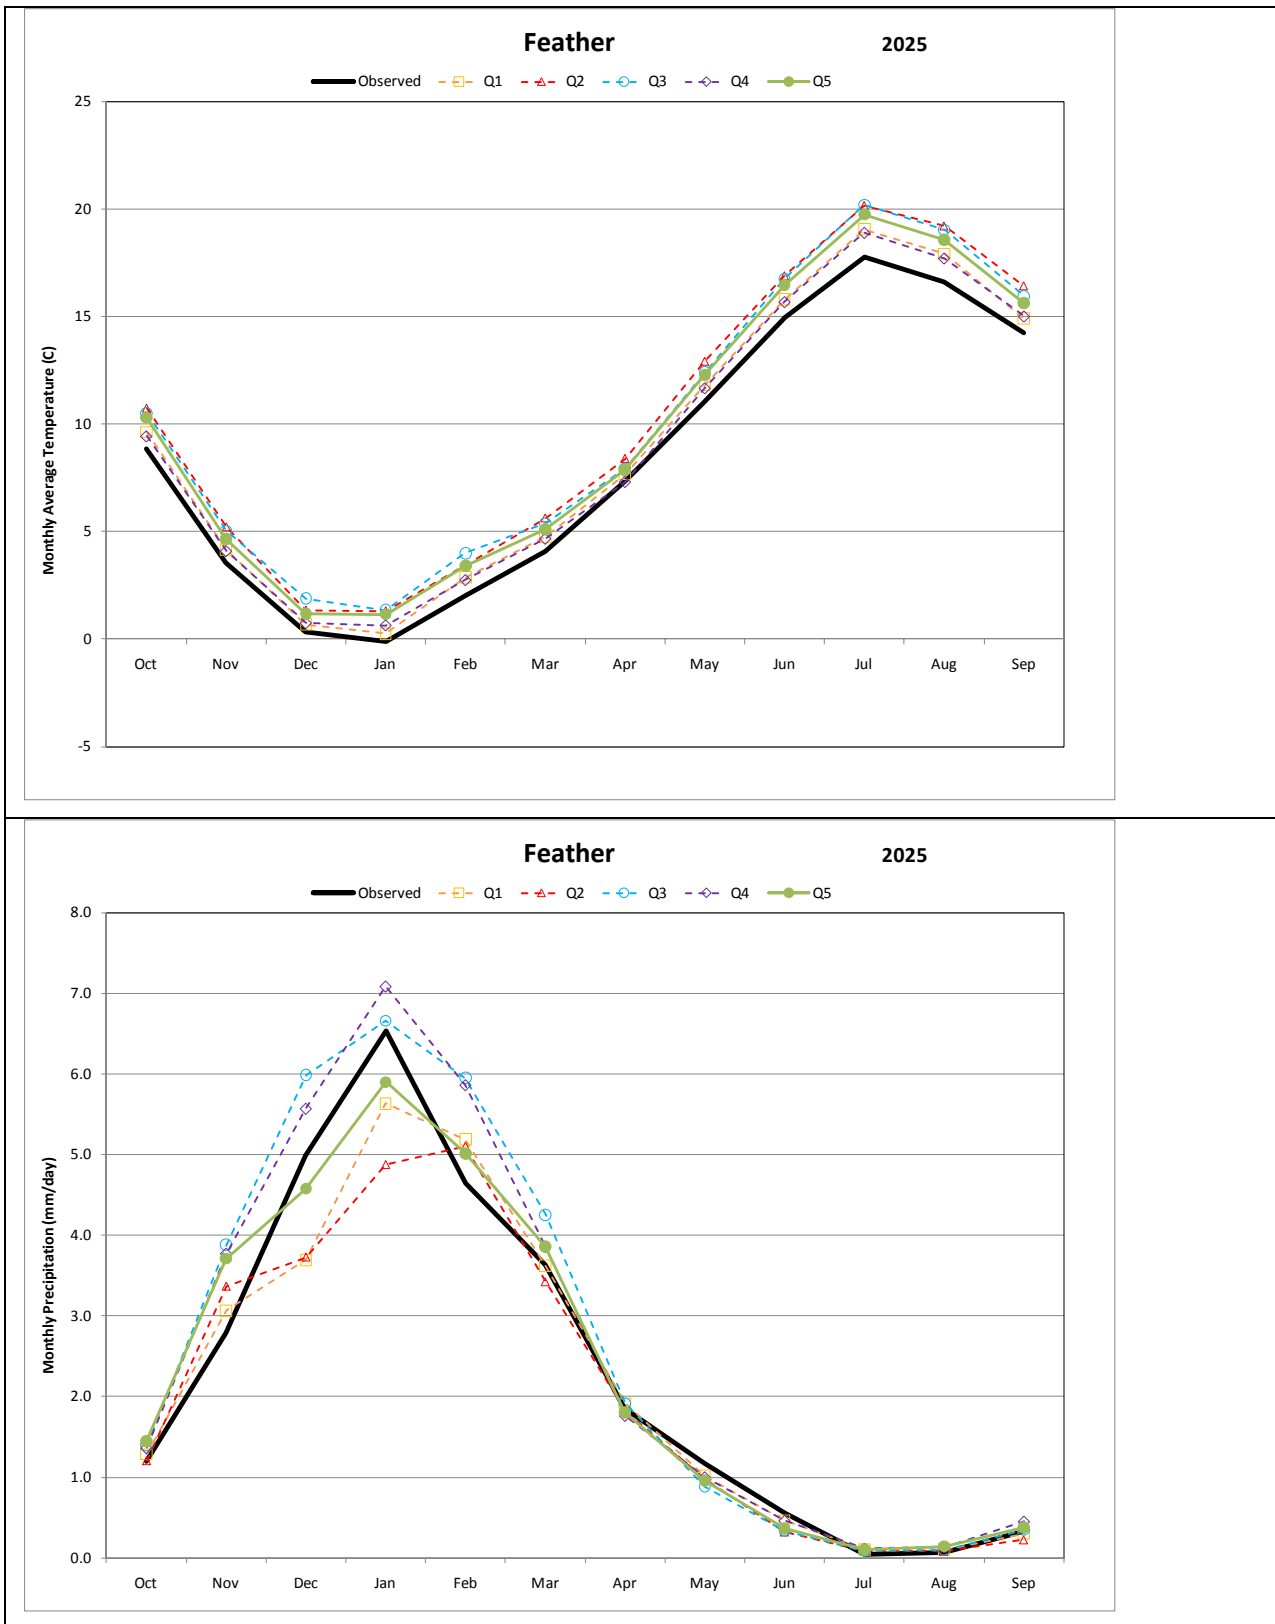 Feather 2025
Observed Q1 Q2 Q3 Q4 Q5
Monthly Average Temperature (C)
25
20
15
10
5
0
-5
Oct Nov Dec Jan Feb Mar Apr May Jun Jul Aug Sep
Feather 2025
Observed Q1 Q2 Q3 Q4 Q5
Monthly Precipitation (mm/day)
8.0
7.0
6.0
5.0
4.0
3.0
2.0
1.0
0.0
Oct Nov Dec Jan Feb Mar Apr May Jun Jul Aug Sep